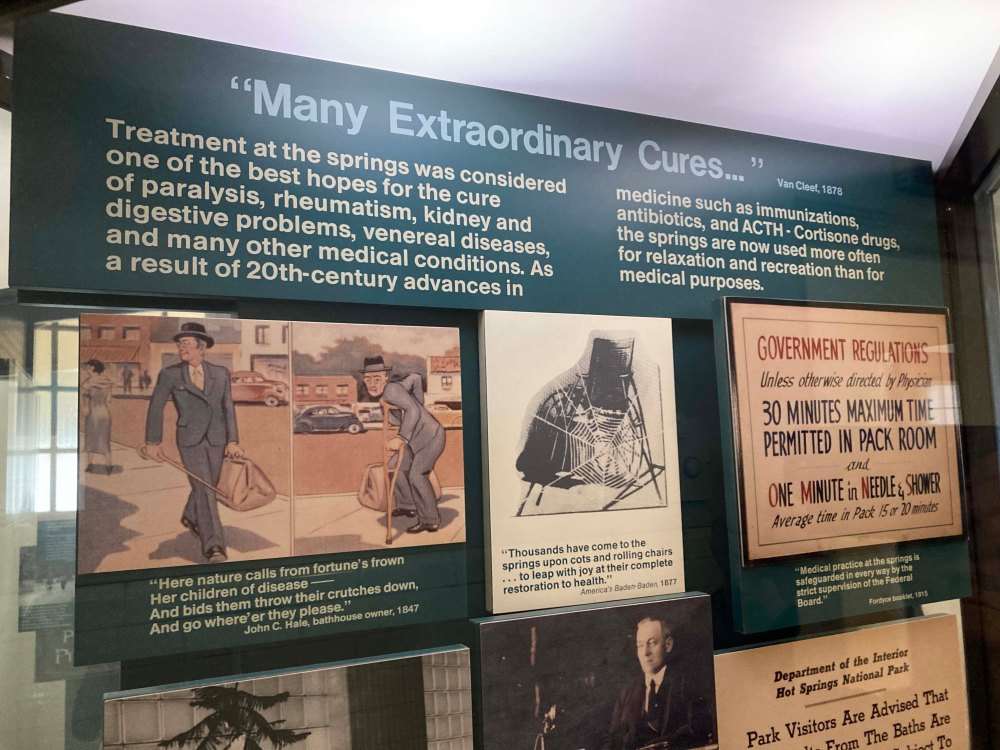 “Many Extraordinary Cures...”
Van Cleef, 1878
Treatment at the springs was considered
one of the best hopes for the cure
of paralysis, rheumatism, kidney and
digestive problems, venereal diseases,
and many other medical conditions. As
a result of 20th-century advances in
medicine such as immunizations,
antibiotics, and ACTH - Cortisone drugs,
the springs are now used more often
for relaxation and recreation than for
medical purposes.
“Here nature calls from fortune’s frown
Her children of disease —
And bids them throw their crutches down,
And go where’er they please.”
John C. Hale, bathhouse owner, 1847
“Thousands have come to the
springs upon cots and rolling chairs
. . . to leap with joy at their complete
restoration to health.”
America's Baden-Baden, 1877
GOVERNMENT REGULATIONS
Unless otherwise directed by Physician
30 MINUTES MAXIMUM TIME
PERMITTED IN PACK ROOM
and
ONE MINUTE in NEEDLE & SHOWER
Average time in Pack 15 or 20 minutes
“Medical practice at the springs is
safeguarded in every way by the
strict supervision of the Federal
Board.”
Fordyce booklet, 1915
Department of the Interior
Hot Springs National Park
Park Visitors Are Advised That
From The Baths Are
To